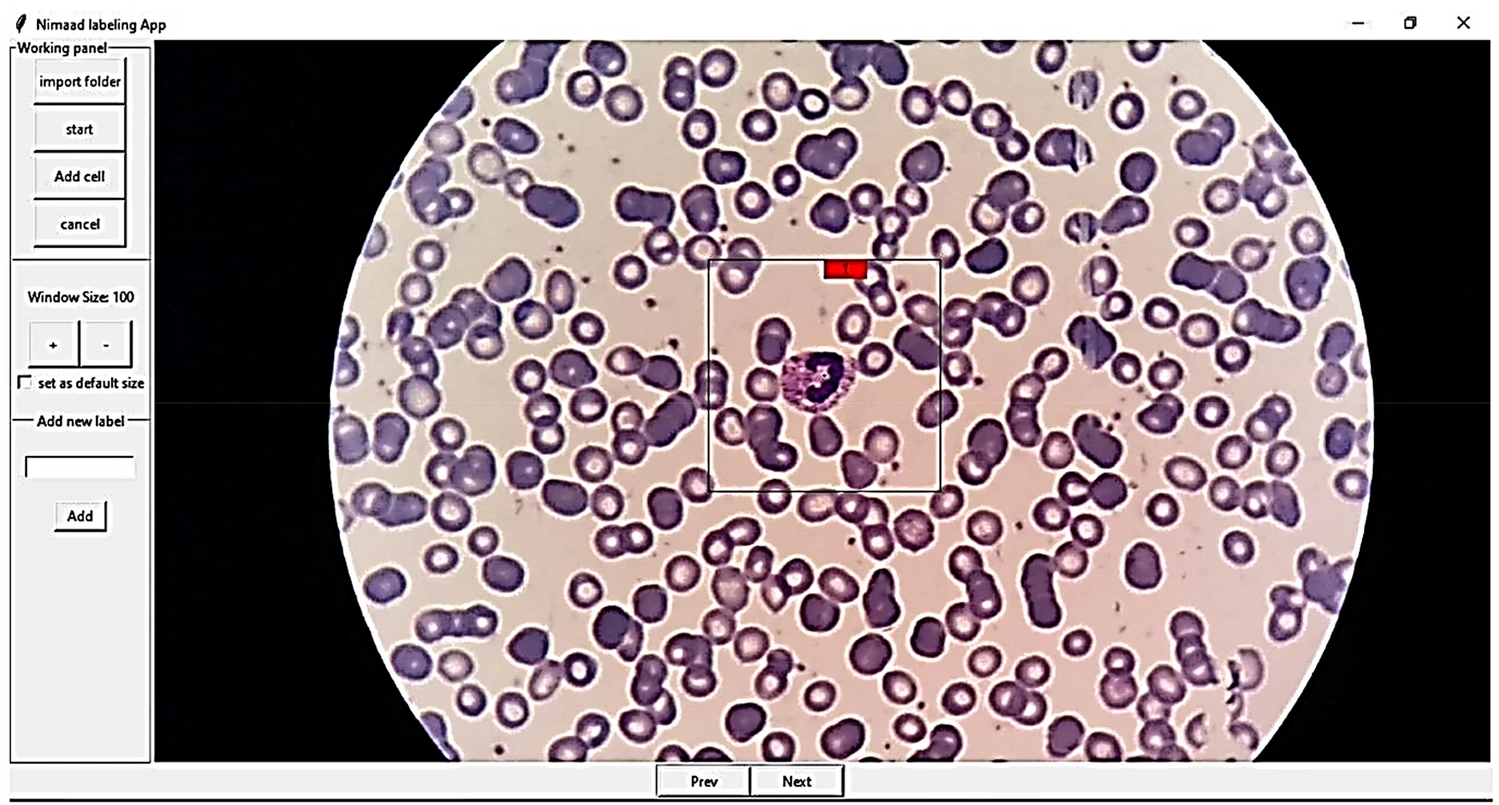 Nimaad labeling App
Working panel
import folder
start
Add cell
cancel
Window Size: 100
+ -
set as default size
Add new label
Add
Prev Next